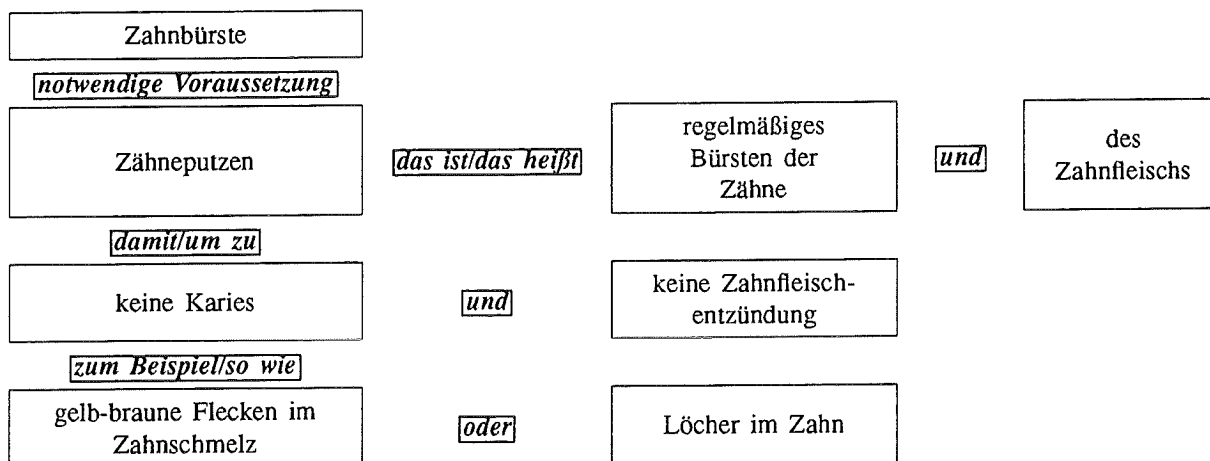 Zahnbürste
notwendige Voraussetzung
Zähneputzen
das ist/das heißt
regelmäßiges
Bürsten der
Zähne
und
des
Zahnfleischs
damit/um zu
keine Karies
und
keine Zahnfleisch-
entzündung
zum Beispiel/so wie
gelb-braune Flecken im
Zahnschmelz
oder
Löcher im Zahn